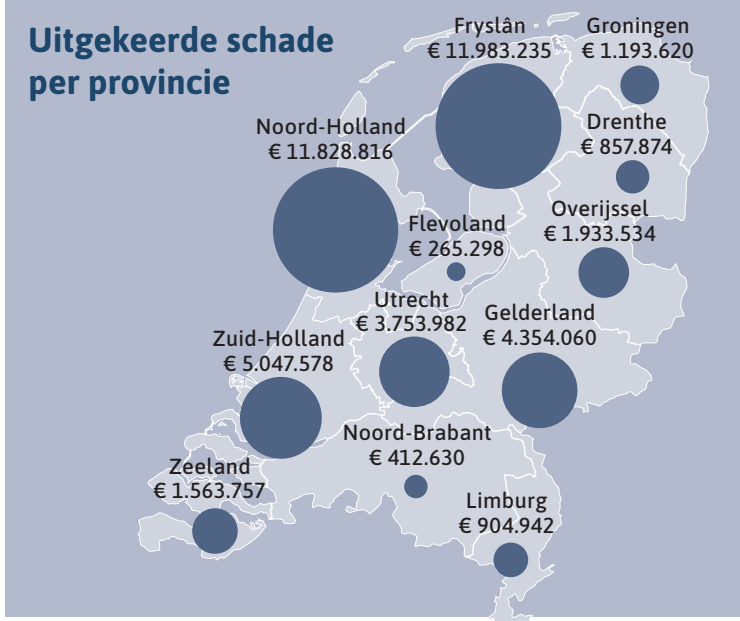 Uitgekeerde schade
per provincie
Fryslân
€ 11.983.235
Groningen
€ 1.193.620
Noord-Holland
€ 11.828.816
Drenthe
€ 857.874
Flevoland
€ 265.298
Overijssel
€ 1.933.534
Utrecht
€ 3.753.982
Gelderland
€ 4.354.060
Zuid-Holland
€ 5.047.578
Noord-Brabant
€ 412.630
Zeeland
€ 1.563.757
Limburg
€ 904.942